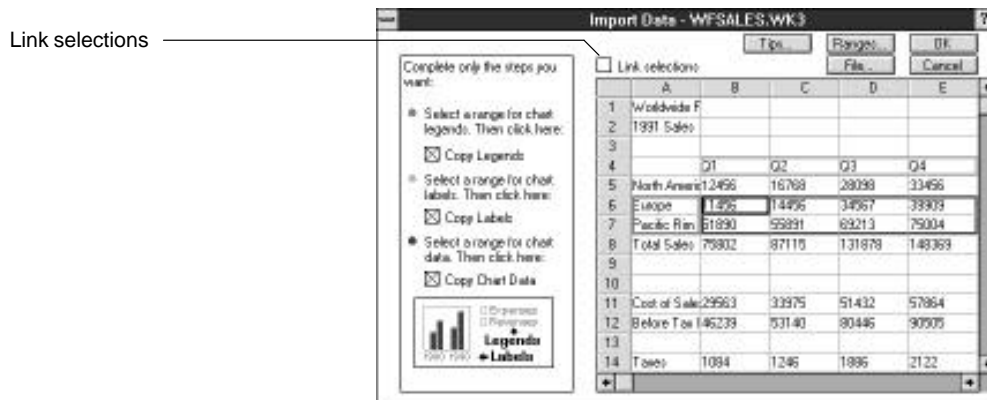 Import Data - WFSALES.WK3 ?
Link selections
Tips... Ranges... OK
File... Cancel
Link selections
Complete only the steps you
want:
Select a range for chart
legends. Then click here:
Copy Legends
Select a range for chart
labels. Then click here:
Copy Labels
Select a range for chart
data. Then click here:
Copy Chart Data
Expenses
Revenues
Legends
1990 1990 Labels
A B C D E
1 Worldwide F
2 1991 Sales
3
4 Q1 Q2 Q3 Q4
5 North Americ 12456 16768 28098 33456
6 Europe 11456 14456 34567 39909
7 Pacific Rim 51890 55891 69213 75004
8 Total Sales 75802 87115 131878 148369
9
10
11 Cost of Sale 29563 33975 51432 57864
12 Before Tax 46239 53140 80446 90505
13
14 Taxes 1084 1246 1886 2122